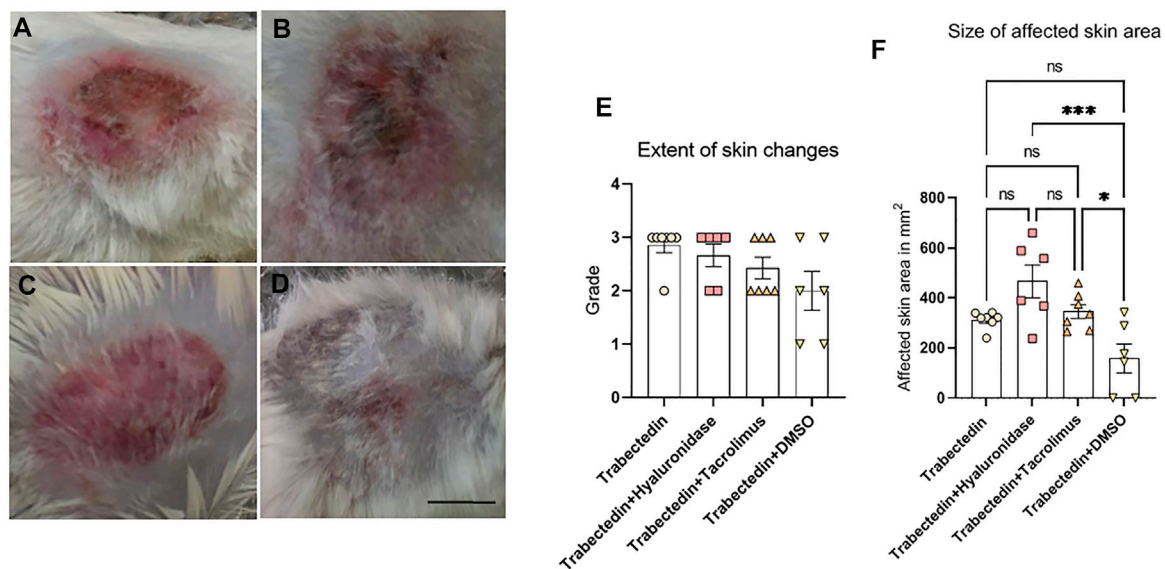 A
B
C
D
E
Extent of skin changes
4
3
2
1
0
Grade
Trabectedin
Trabectedin+Hyaluronidase
Trabectedin+Tacrolimus
Trabectedin+DMSO
F
Size of affected skin area
ns
***
ns
ns
ns
*
800
600
400
200
0
Affected skin area in mm²
Trabectedin
Trabectedin+Hyaluronidase
Trabectedin+Tacrolimus
Trabectedin+DMSO